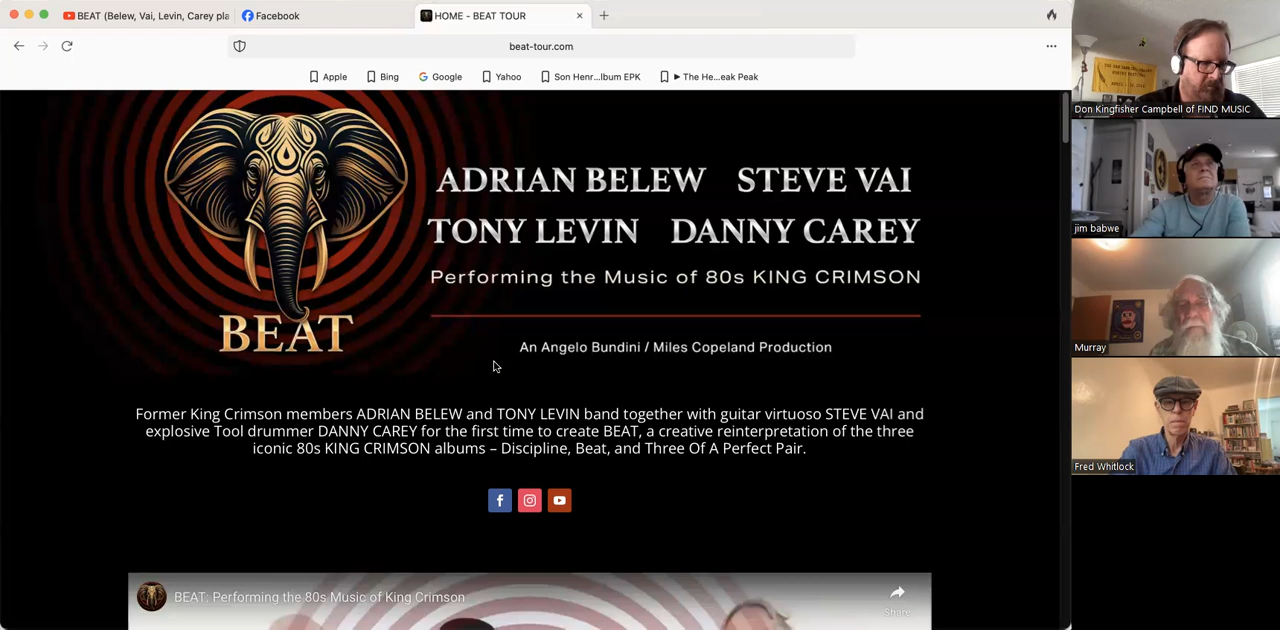 BEAT (Belew, Vai, Levin, Carey pla
Facebook
HOME - BEAT TOUR
beat-tour.com
Apple
Bing
Google
Yahoo
Son Henr...lbum EPK
▶ The He...eak Peak
ADRIAN BELEW STEVE VAI
TONY LEVIN DANNY CAREY
Performing the Music of 80s KING CRIMSON
BEAT
An Angelo Bundini / Miles Copeland Production
Former King Crimson members ADRIAN BELEW and TONY LEVIN band together with guitar virtuoso STEVE VAI and
explosive Tool drummer DANNY CAREY for the first time to create BEAT, a creative reinterpretation of the three
iconic 80s KING CRIMSON albums – Discipline, Beat, and Three Of A Perfect Pair.
BEAT: Performing the 80s Music of King Crimson
Share
Don Kingfisher Campbell of FIND MUSIC
jim babwe
Murray
Fred Whitlock